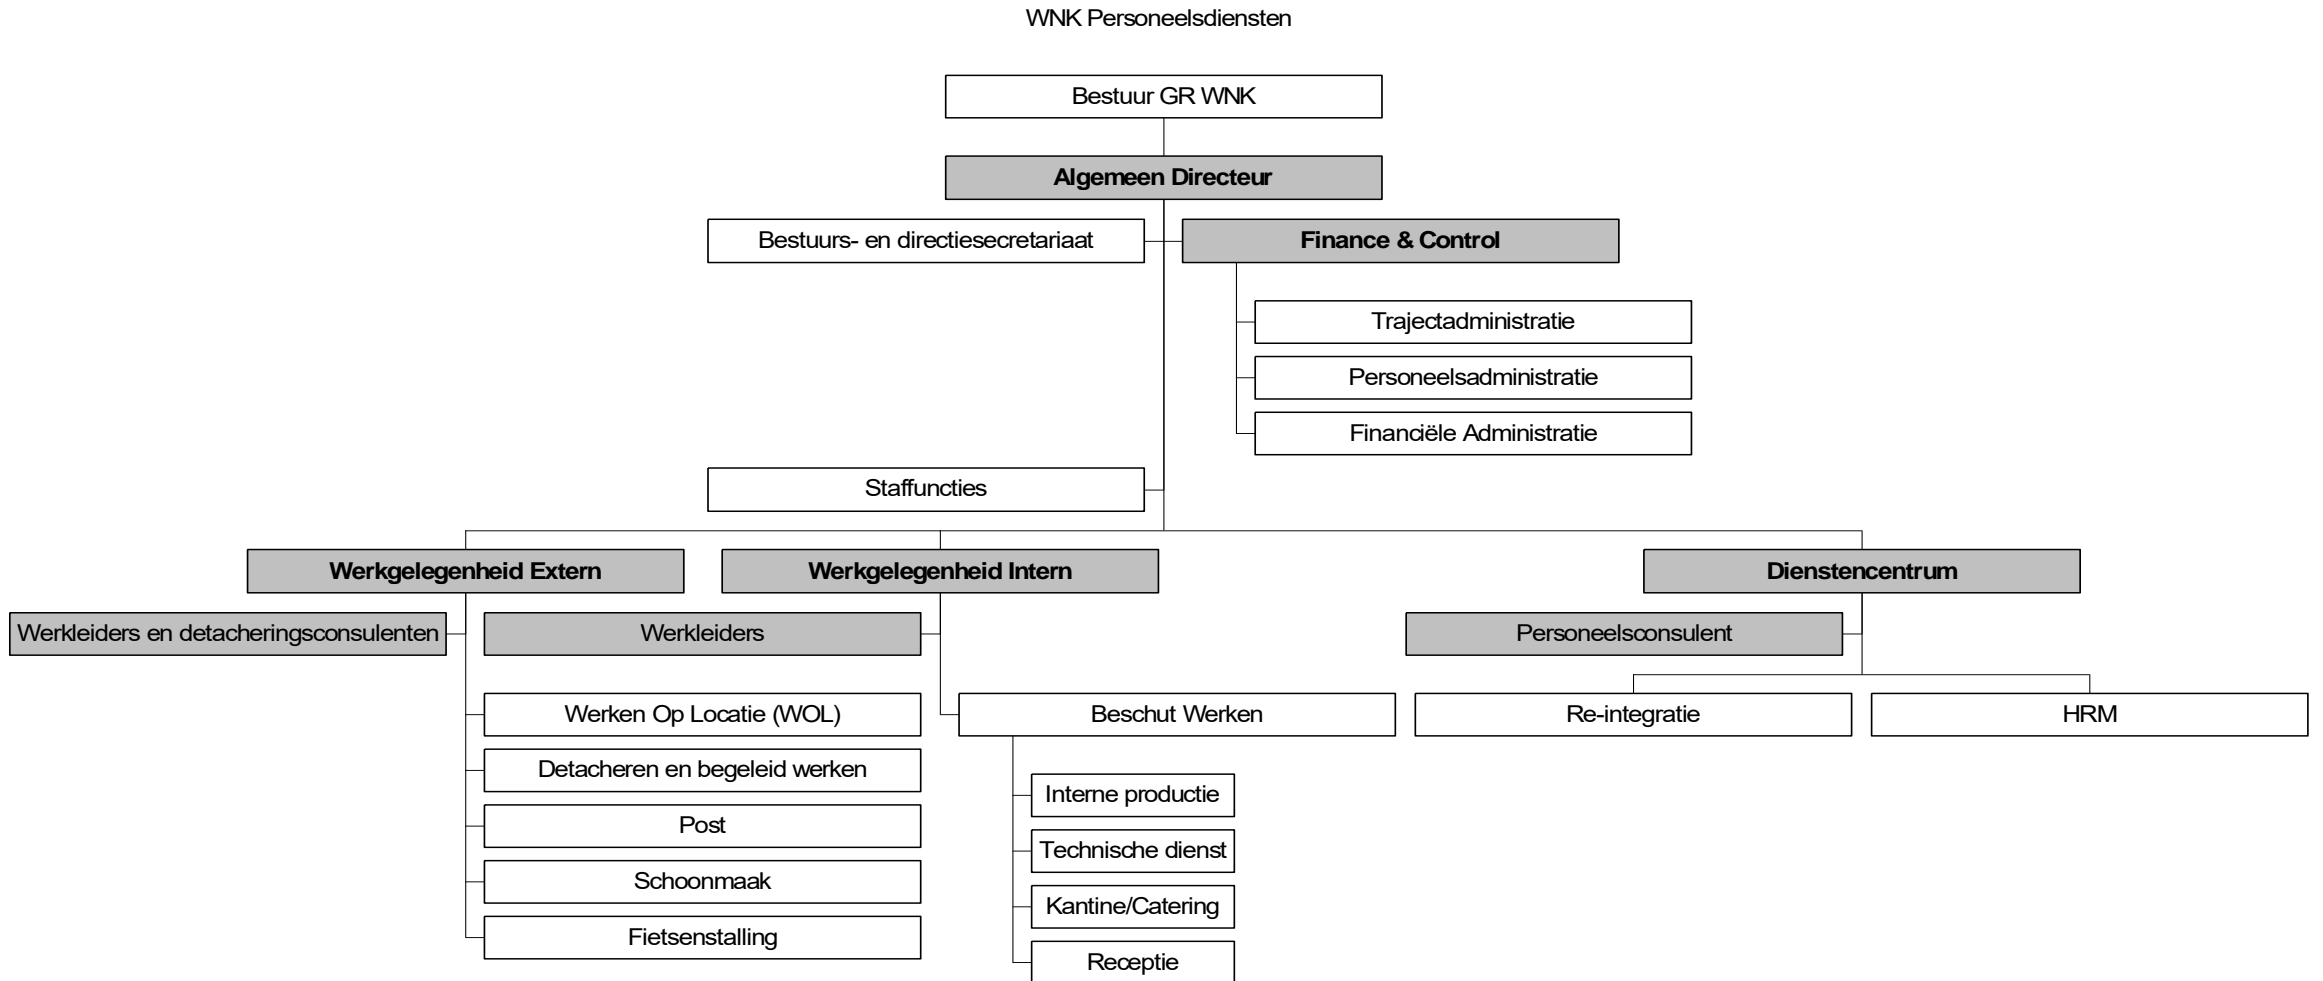 WNK Personeelsdiensten
Bestuur GR WNK
Algemeen Directeur
Bestuurs- en directiesecretariaat
Finance & Control
Trajectadministratie
Personeelsadministratie
Financiële Administratie
Staffuncties
Werkgelegenheid Extern
Werkgelegenheid Intern
Dienstencentrum
Werkleiders en detacheringsconsulenten
Werkleiders
Personeelsconsulent
Werken Op Locatie (WOL)
Beschut Werken
Re-integratie
HRM
Detacheren en begeleid werken
Interne productie
Post
Technische dienst
Schoonmaak
Kantine/Catering
Fietsenstalling
Receptie